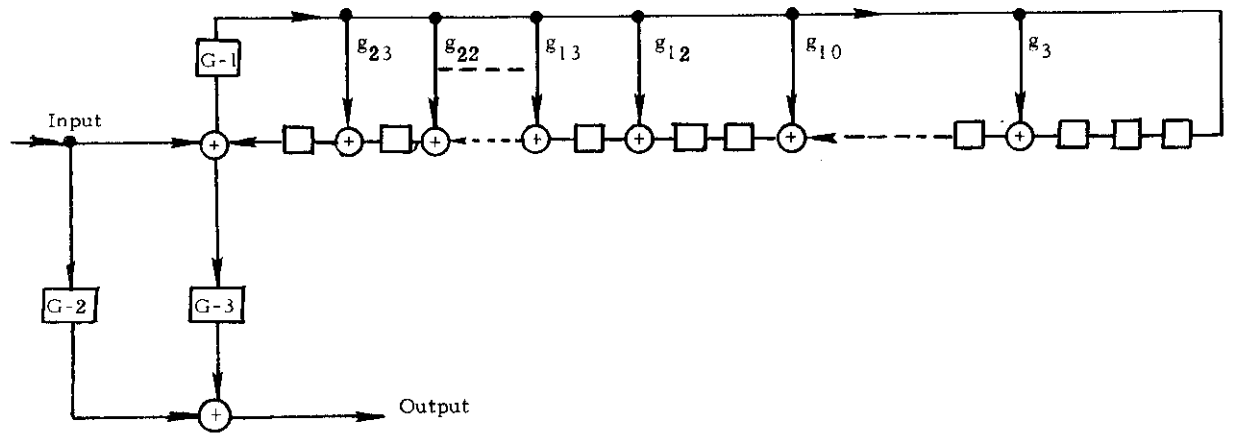 g23 g22 g13 g12 g10 g3
G-1
Input
+ + + + + + 
G-2 G-3
+ Output